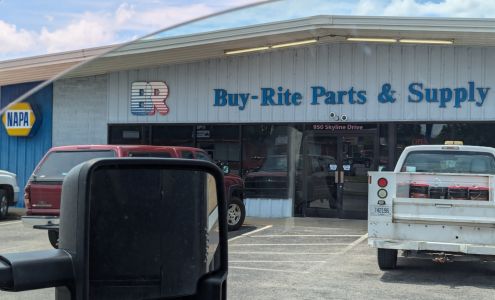 NAPA
BR
Buy-Rite Parts & Supply
950 Skyline Drive